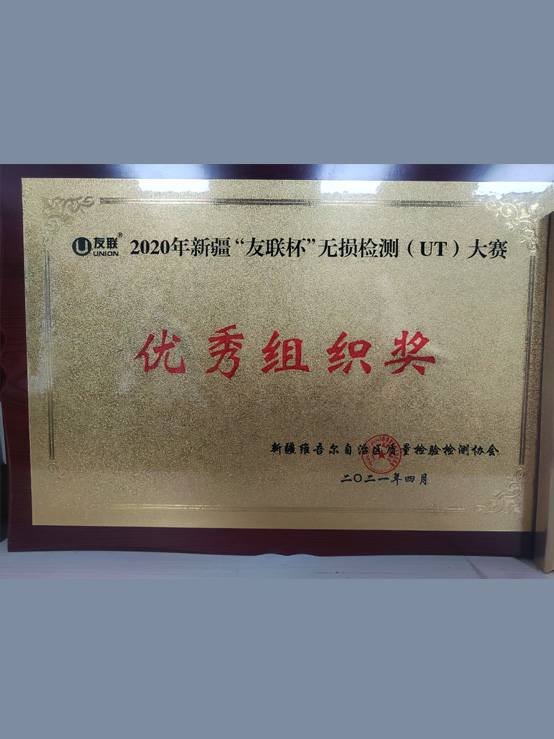 友联® UNION 2020年新疆“友联杯”无损检测（UT）大赛
优秀组织奖
新疆维吾尔自治区质量检验检测协会
二〇二一年四月